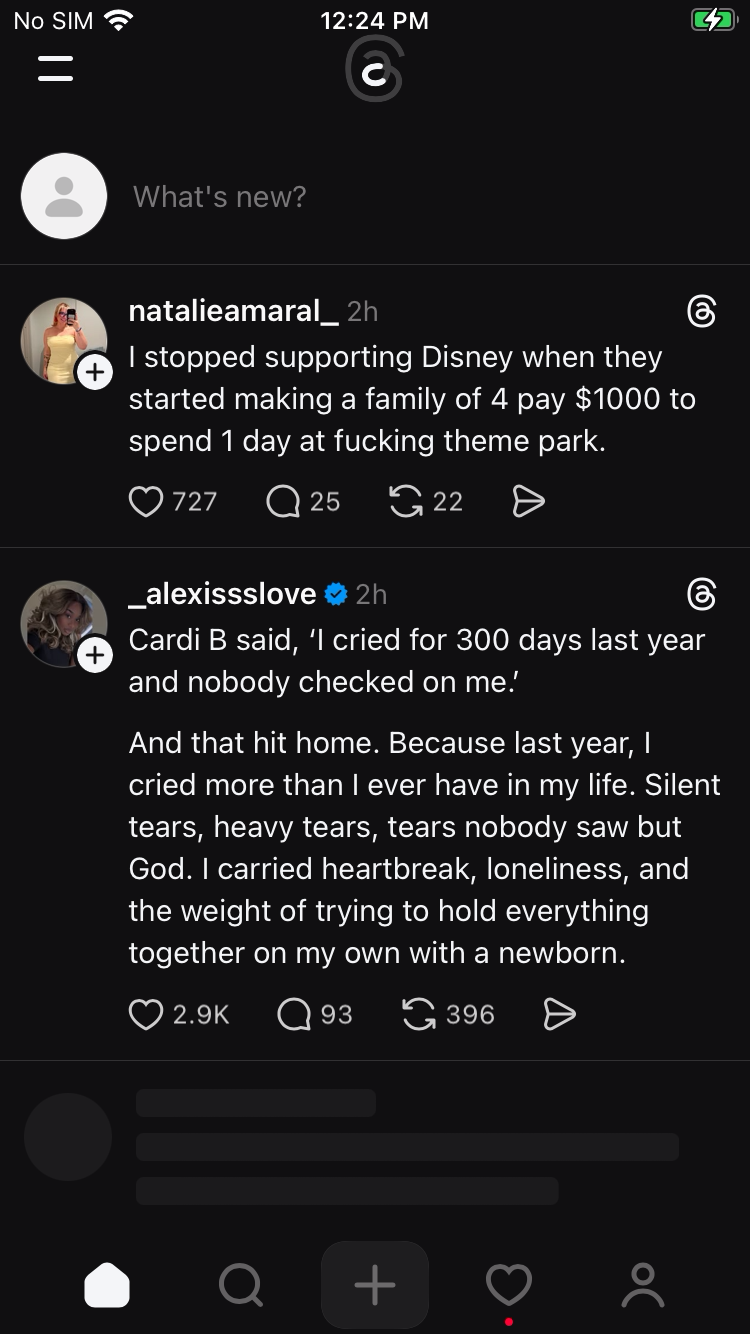 No SIM 12:24 PM
What's new?
natalieamaral_ 2h
I stopped supporting Disney when they
started making a family of 4 pay $1000 to
spend 1 day at fucking theme park.
727 25 22
_alexissslove 2h
Cardi B said, ‘I cried for 300 days last year
and nobody checked on me.’
And that hit home. Because last year, I
cried more than I ever have in my life. Silent
tears, heavy tears, tears nobody saw but
God. I carried heartbreak, loneliness, and
the weight of trying to hold everything
together on my own with a newborn.
2.9K 93 396